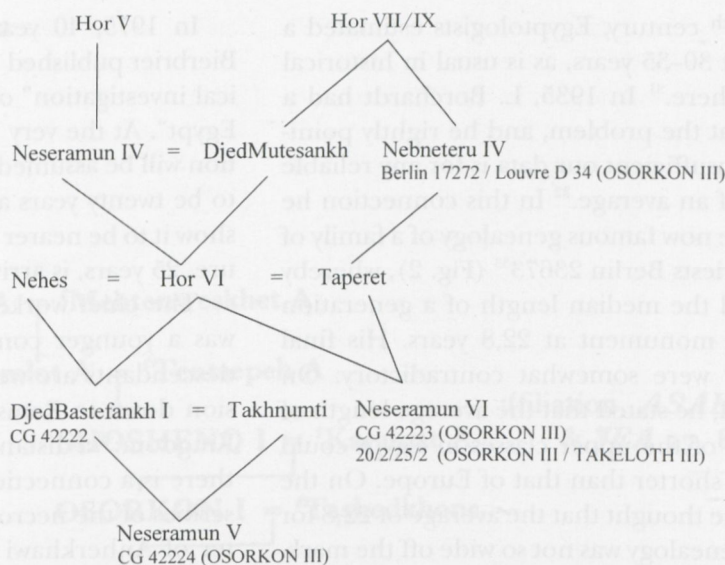 Hor V Hor VII/IX
Neseramun IV = DjedMutesankh Nebneteru IV
Berlin 17272 / Louvre D 34 (OSORKON III)
Nehes = Hor VI = Taperet
DjedBastefankh I = Takhnumti Neseramun VI
CG 42222 CG 42223 (OSORKON III)
20/2/25/2 (OSORKON III / TAKELOTH III)
Neseramun V
CG 42224 (OSORKON III)